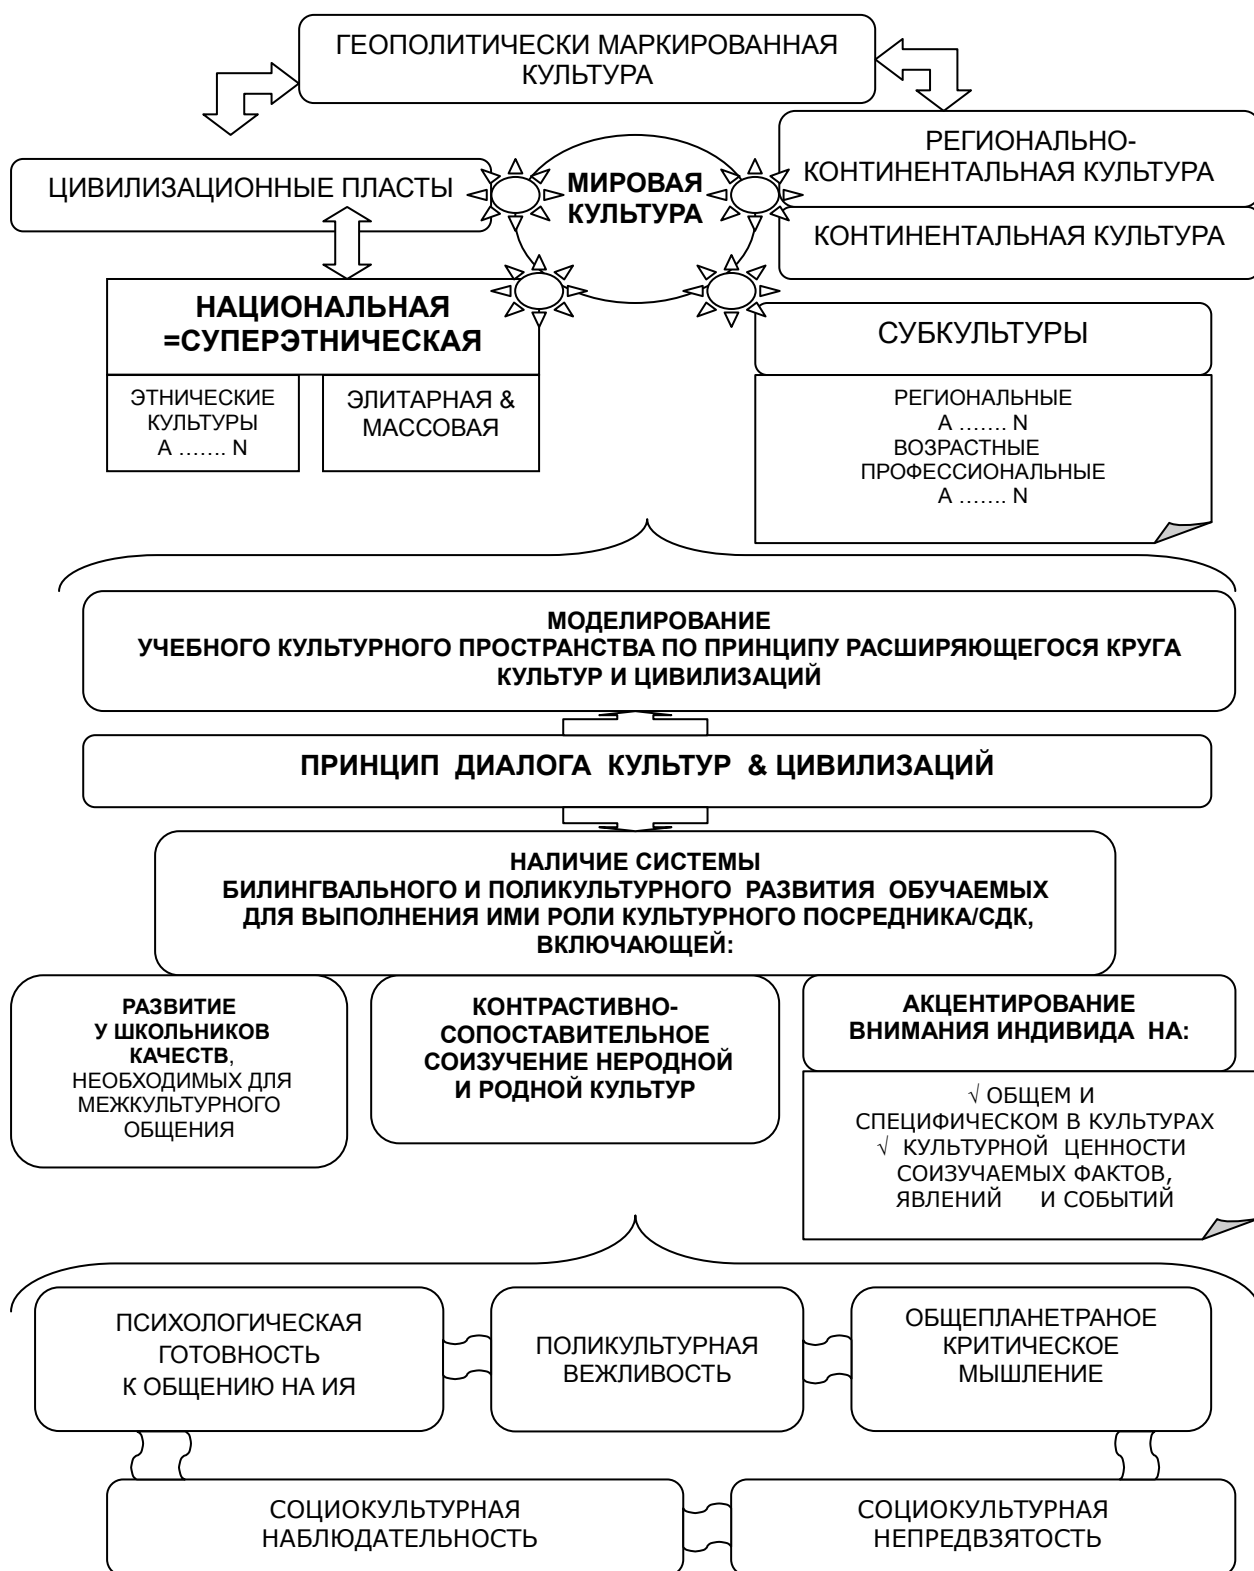 ГЕОПОЛИТИЧЕСКИ МАРКИРОВАННАЯ
КУЛЬТУРА
ЦИВИЛИЗАЦИОННЫЕ ПЛАСТЫ
МИРОВАЯ
КУЛЬТУРА
РЕГИОНАЛЬНО-
КОНТИНЕНТАЛЬНАЯ КУЛЬТУРА
КОНТИНЕНТАЛЬНАЯ КУЛЬТУРА
НАЦИОНАЛЬНАЯ
=СУПЕРЭТНИЧЕСКАЯ
ЭТНИЧЕСКИЕ
КУЛЬТУРЫ
А ....... N
ЭЛИТАРНАЯ &
МАССОВАЯ
СУБКУЛЬТУРЫ
РЕГИОНАЛЬНЫЕ
А ....... N
ВОЗРАСТНЫЕ
ПРОФЕССИОНАЛЬНЫЕ
А ....... N
МОДЕЛИРОВАНИЕ
УЧЕБНОГО КУЛЬТУРНОГО ПРОСТРАНСТВА ПО ПРИНЦИПУ РАСШИРЯЮЩЕГОСЯ КРУГА
КУЛЬТУР И ЦИВИЛИЗАЦИЙ
ПРИНЦИП ДИАЛОГА КУЛЬТУР & ЦИВИЛИЗАЦИЙ
НАЛИЧИЕ СИСТЕМЫ
БИЛИНГВАЛЬНОГО И ПОЛИКУЛЬТУРНОГО РАЗВИТИЯ ОБУЧАЕМЫХ
ДЛЯ ВЫПОЛНЕНИЯ ИМИ РОЛИ КУЛЬТУРНОГО ПОСРЕДНИКА/СДК,
ВКЛЮЧАЮЩЕЙ:
РАЗВИТИЕ
У ШКОЛЬНИКОВ
КАЧЕСТВ,
НЕОБХОДИМЫХ ДЛЯ
МЕЖКУЛЬТУРНОГО
ОБЩЕНИЯ
КОНТРАСТИВНО-
СОПОСТАВИТЕЛЬНОЕ
СОИЗУЧЕНИЕ НЕРОДНОЙ
И РОДНОЙ КУЛЬТУР
АКЦЕНТИРОВАНИЕ
ВНИМАНИЯ ИНДИВИДА НА:
√ ОБЩЕМ И
СПЕЦИФИЧЕСКОМ В КУЛЬТУРАХ
√ КУЛЬТУРНОЙ ЦЕННОСТИ
СОИЗУЧАЕМЫХ ФАКТОВ,
ЯВЛЕНИЙ И СОБЫТИЙ
ПСИХОЛОГИЧЕСКАЯ
ГОТОВНОСТЬ
К ОБЩЕНИЮ НА ИЯ
ПОЛИКУЛЬТУРНАЯ
ВЕЖЛИВОСТЬ
ОБЩЕПЛАНЕТРАНОЕ
КРИТИЧЕСКОЕ
МЫШЛЕНИЕ
СОЦИОКУЛЬТУРНАЯ
НАБЛЮДАТЕЛЬНОСТЬ
СОЦИОКУЛЬТУРНАЯ
НЕПРЕДВЗЯТОСТЬ